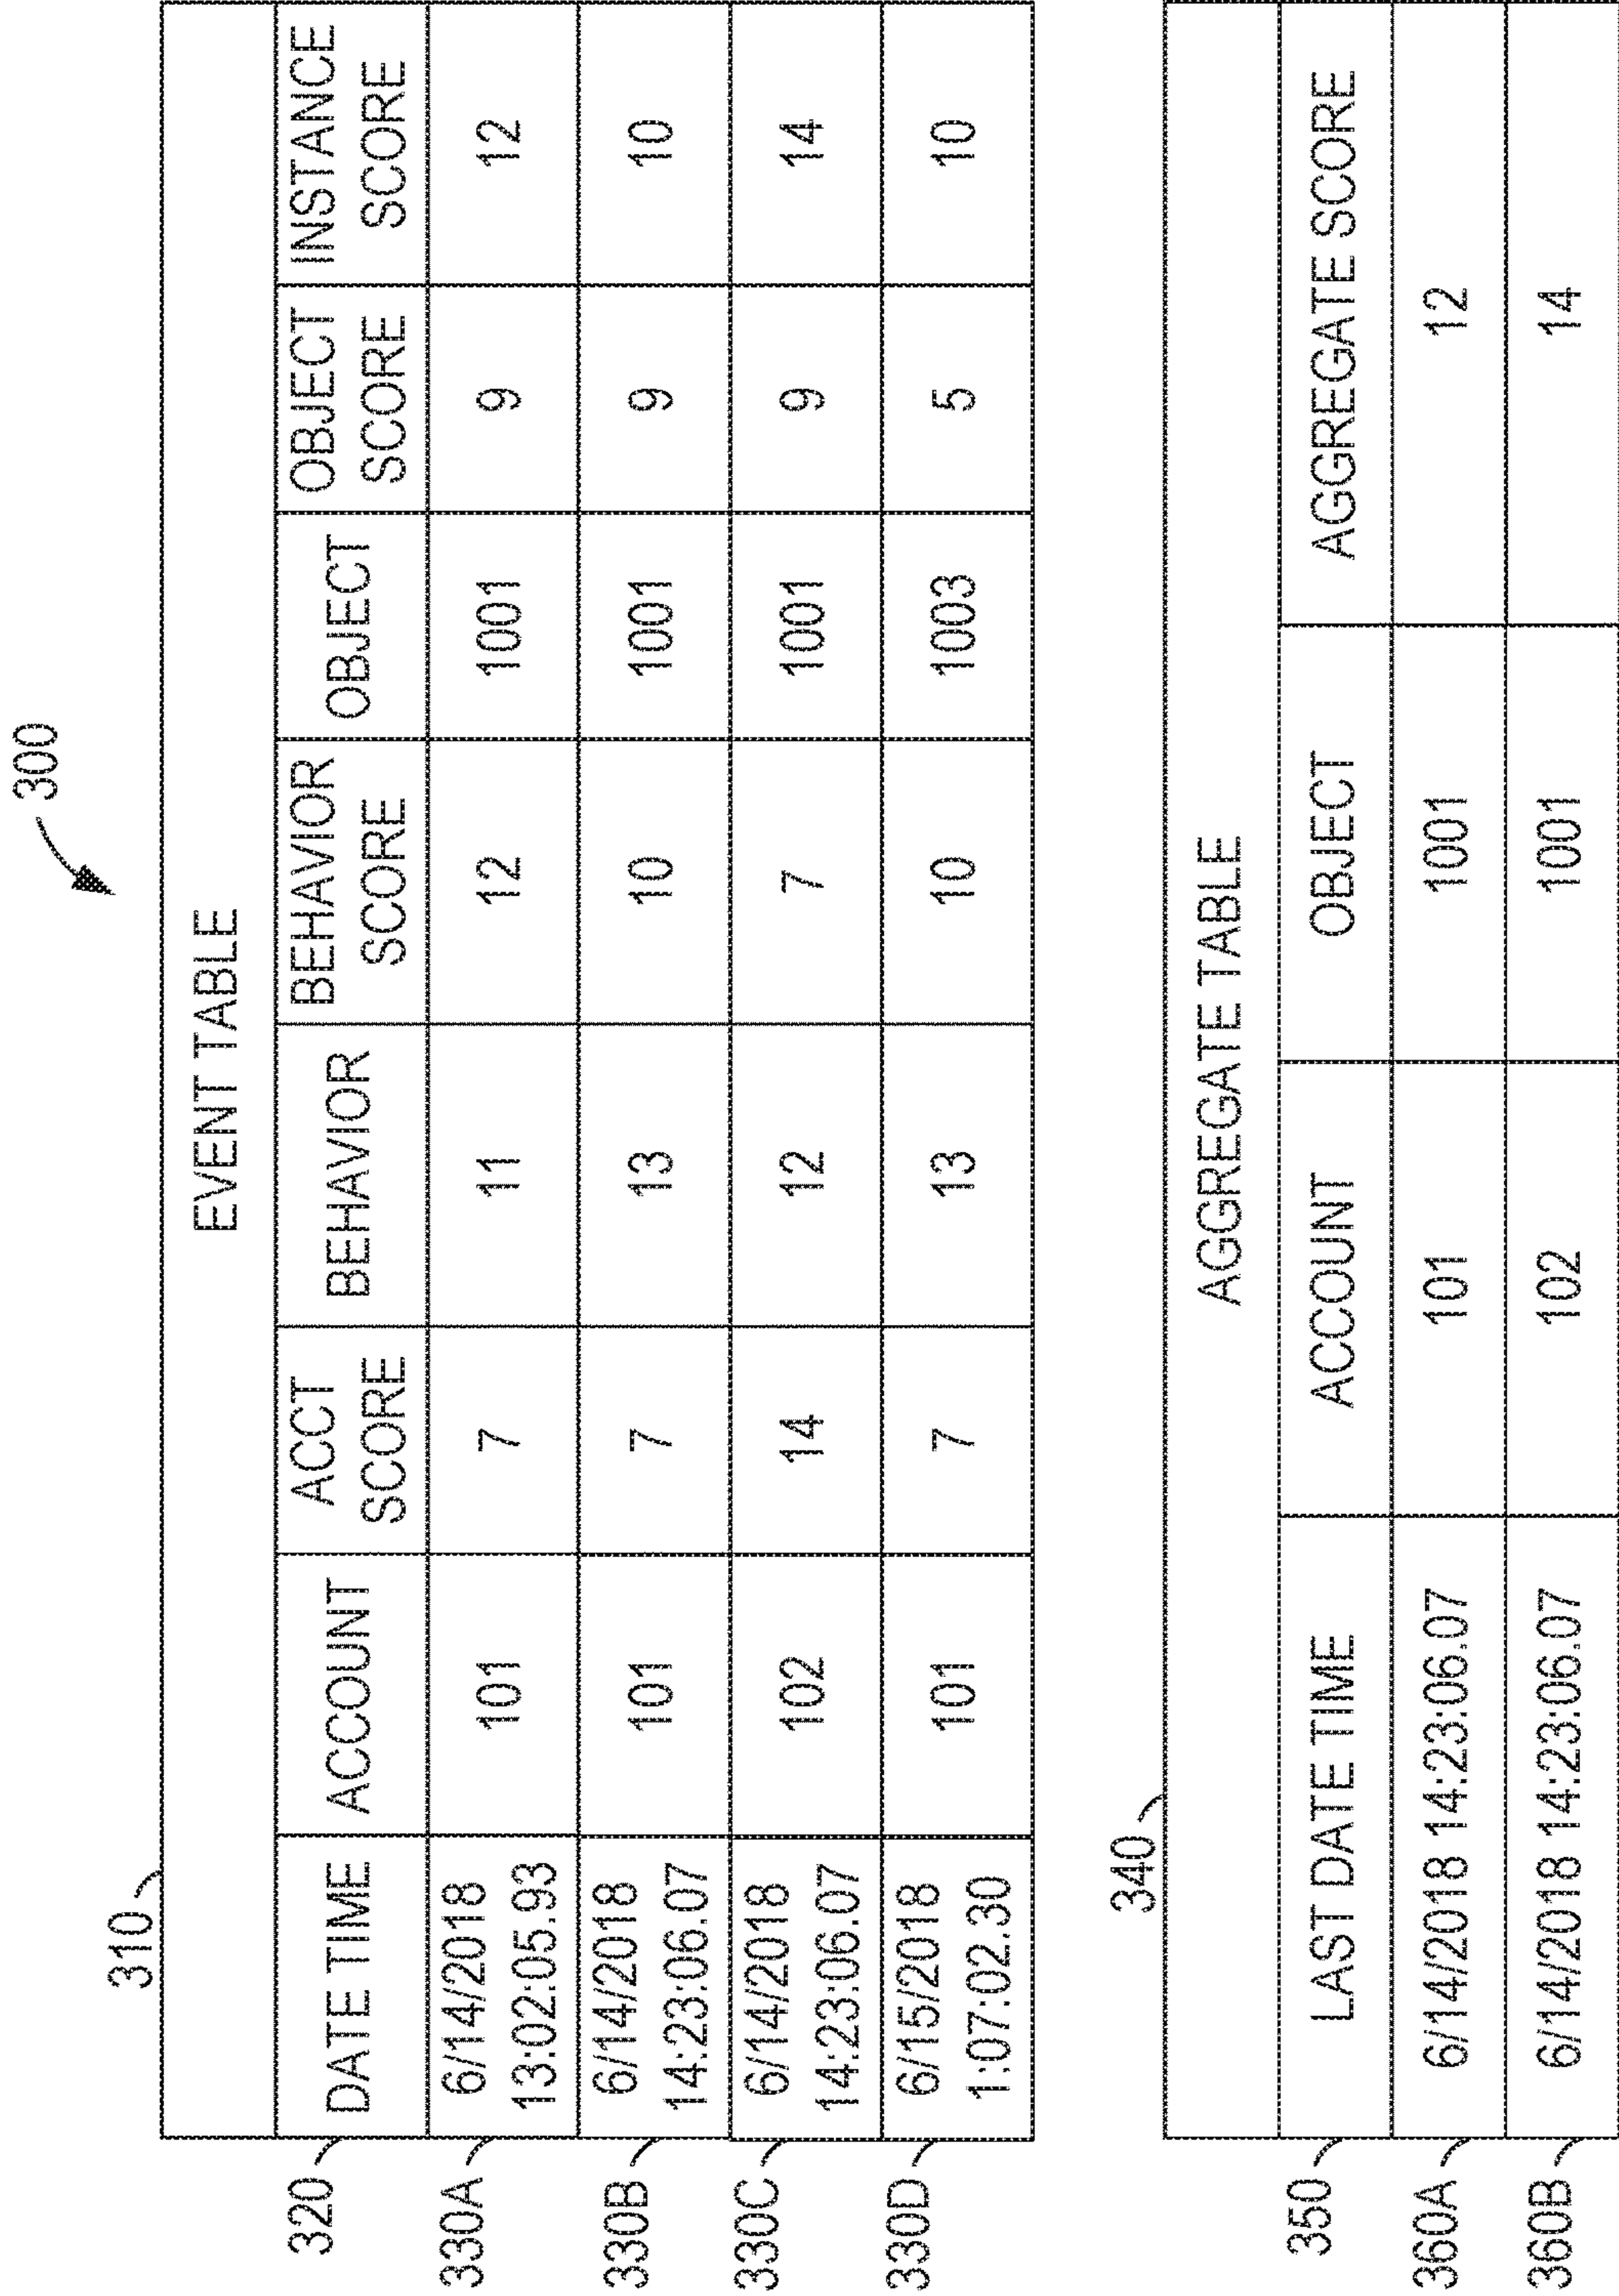 300
310
EVENT TABLE
320 DATE TIME ACCOUNT ACCT SCORE BEHAVIOR BEHAVIOR SCORE OBJECT OBJECT SCORE INSTANCE SCORE
330A 6/14/2018 13:02:05.93 101 7 11 12 1001 9 12
330B 6/14/2018 14:23:06.07 101 7 13 10 1001 9 10
330C 6/14/2018 14:23:06.07 102 14 12 7 1001 9 14
330D 6/15/2018 1:07:02.30 101 7 13 10 1003 5 10
340
AGGREGATE TABLE
350 LAST DATE TIME ACCOUNT OBJECT AGGREGATE SCORE
360A 6/14/2018 14:23:06.07 101 1001 12
360B 6/14/2018 14:23:06.07 102 1001 14